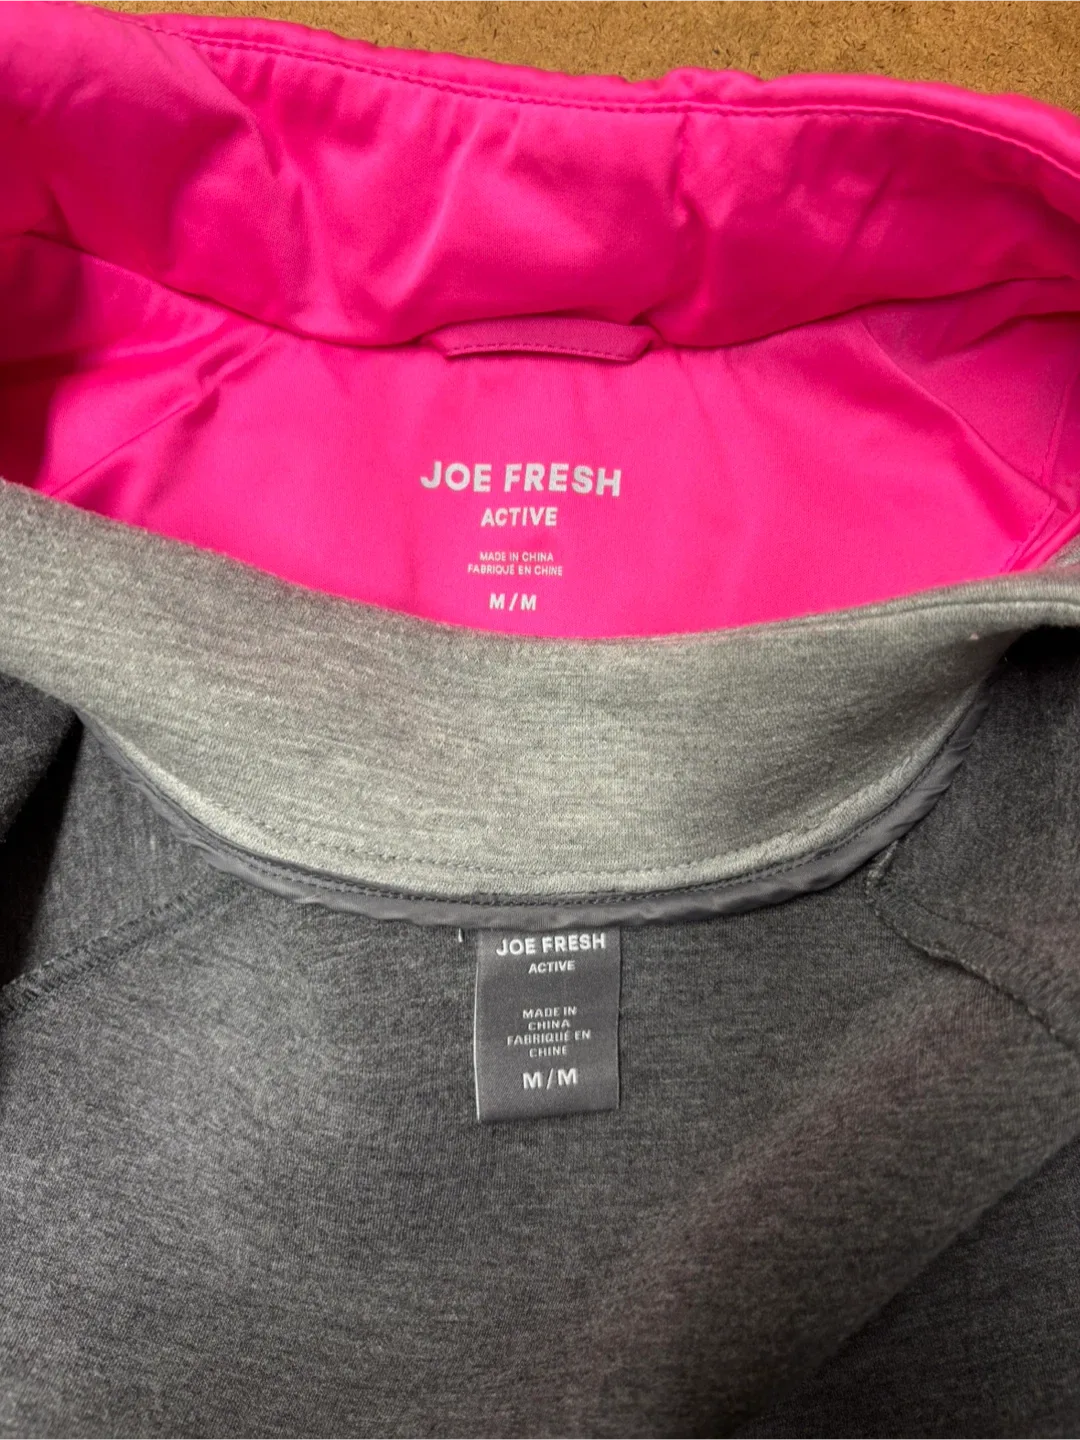 JOE FRESH
ACTIVE
MADE IN CHINA
FABRIQUÉ EN CHINE
M/M
JOE FRESH
ACTIVE
MADE IN
CHINA
FABRIQUÉ EN
CHINE
M/M